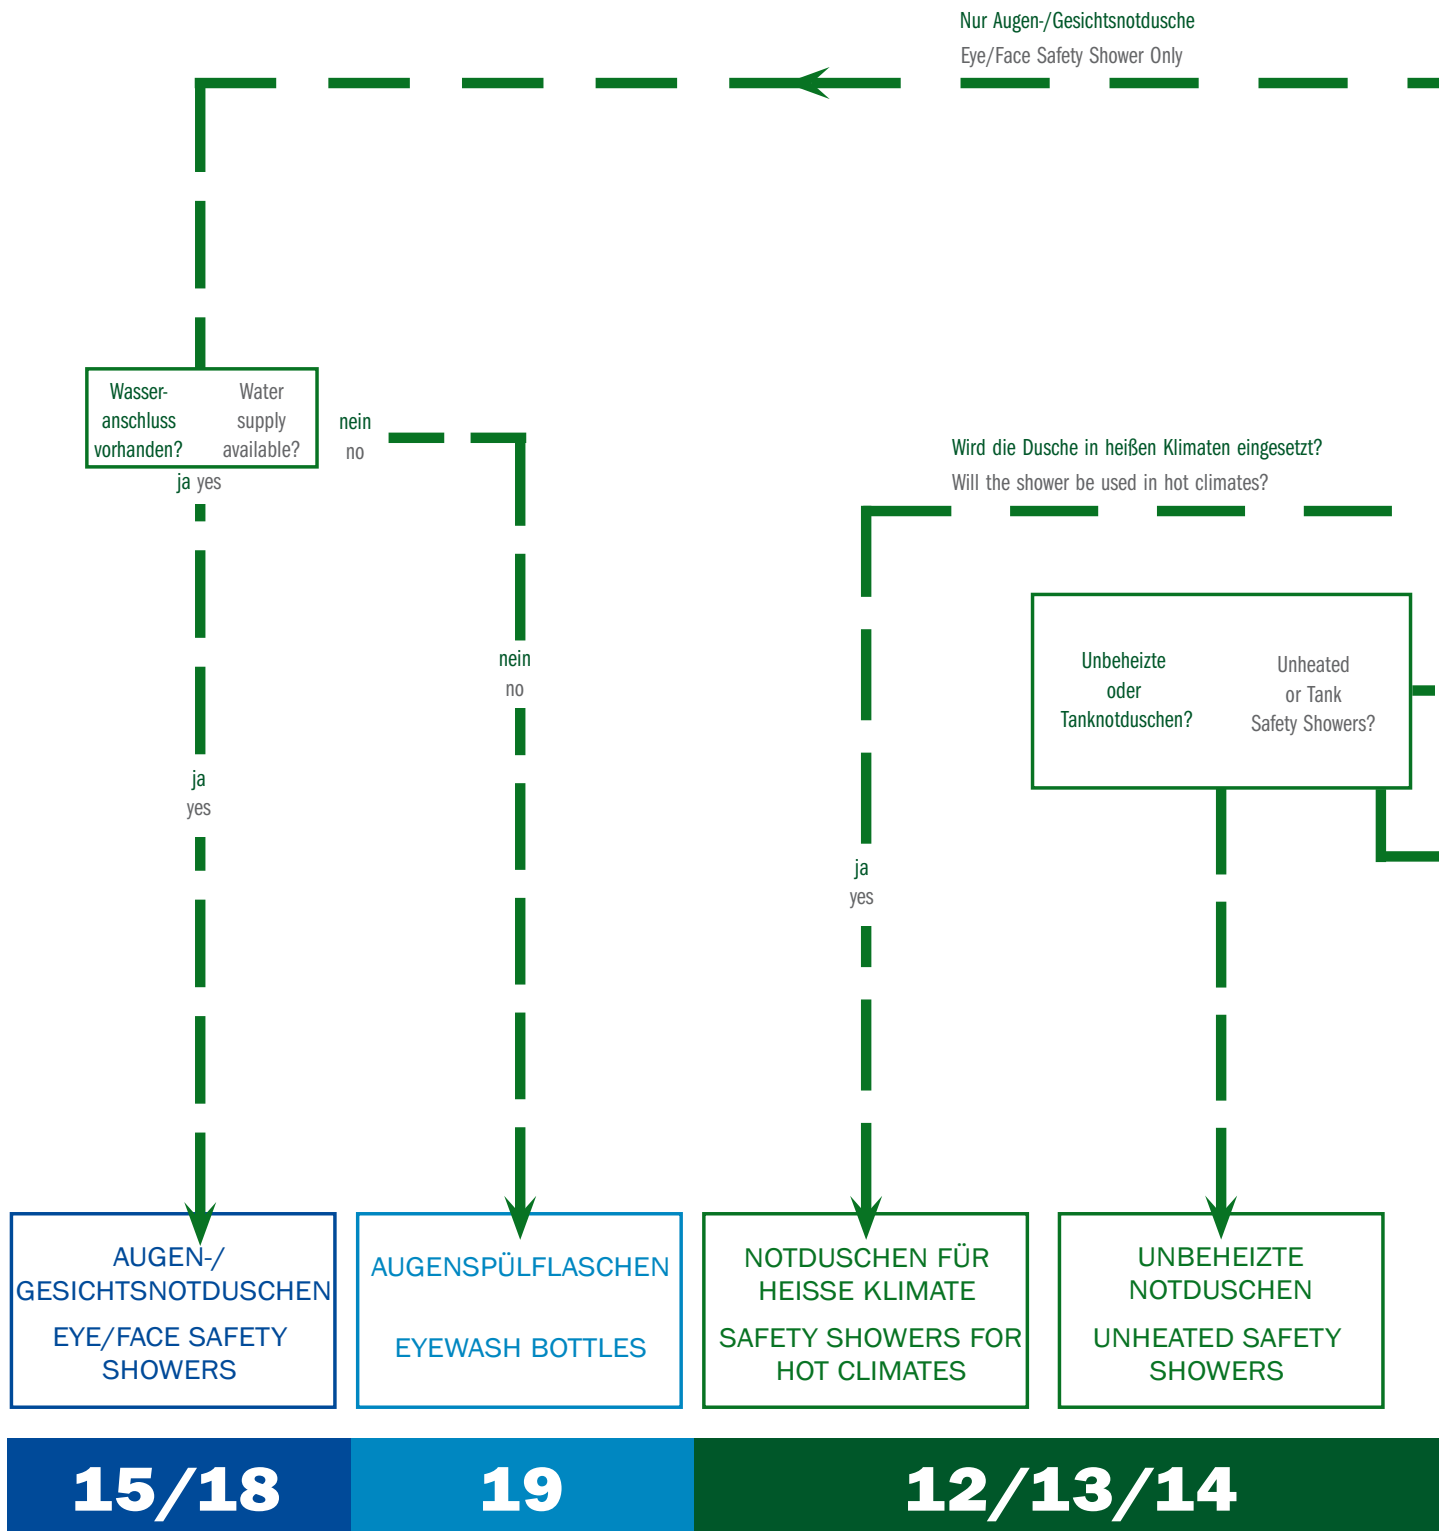 Nur Augen-/Gesichtsnotdusche
Eye/Face Safety Shower Only
Wasser-
anschluss
vorhanden?
Water
supply
available?
nein
no
ja yes
Wird die Dusche in heißen Klimaten eingesetzt?
Will the shower be used in hot climates?
Unbeheizte
oder
Tanknotduschen?
Unheated
or Tank
Safety Showers?
nein
no
ja
yes
ja
yes
AUGEN-/
GESICHTSNOTDUSCHEN
EYE/FACE SAFETY
SHOWERS
AUGENSPÜLFLASCHEN
EYEWASH BOTTLES
NOTDUSCHEN FÜR
HEISSE KLIMATE
SAFETY SHOWERS FOR
HOT CLIMATES
UNBEHEIZTE
NOTDUSCHEN
UNHEATED SAFETY
SHOWERS
15/18
19
12/13/14